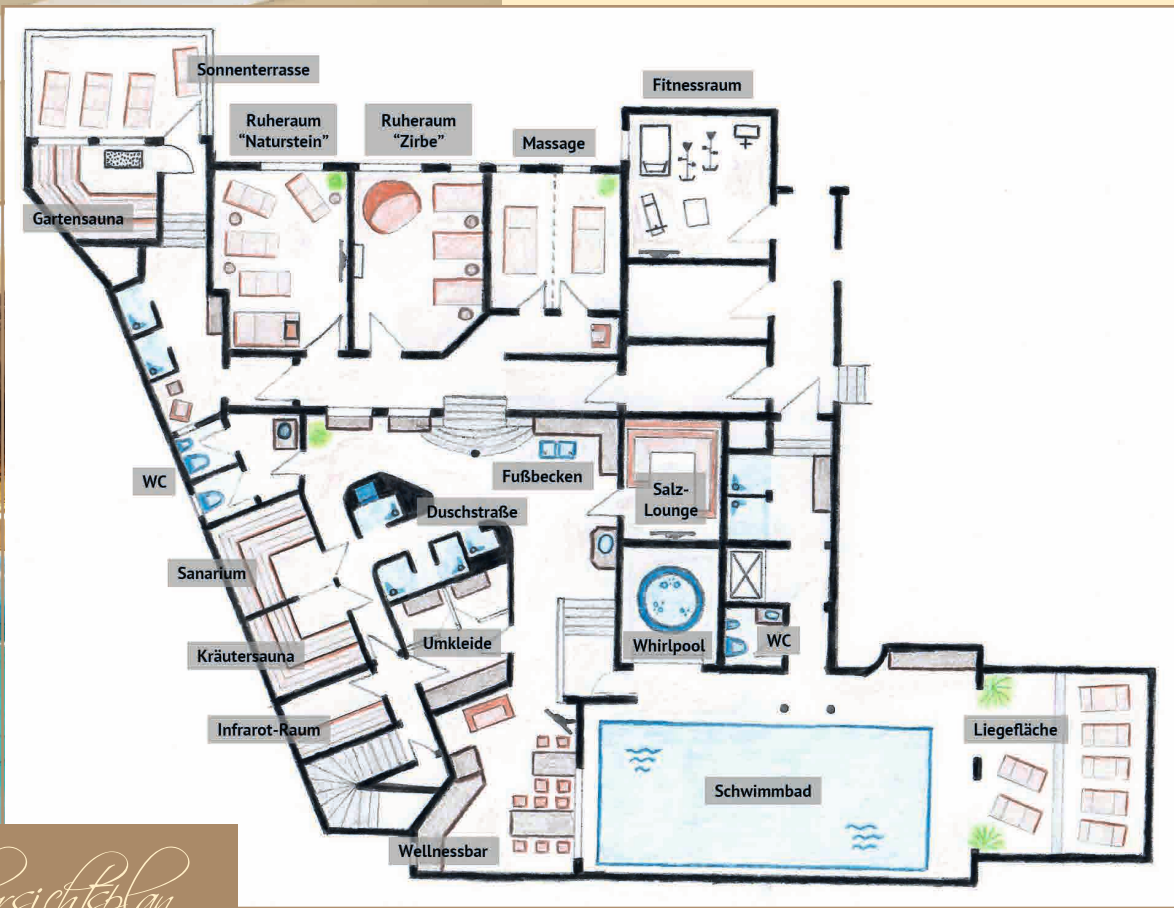 Sonnenterrasse
Fitnessraum
Ruheraum
“Naturstein”
Ruheraum
“Zirbe”
Massage
Gartensauna
WC
Fußbecken
Salz-
Lounge
Duschstraße
Sanarium
Kräutersauna
Umkleide
Whirlpool
WC
Infrarot-Raum
Liegefläche
Schwimmbad
Wellnessbar